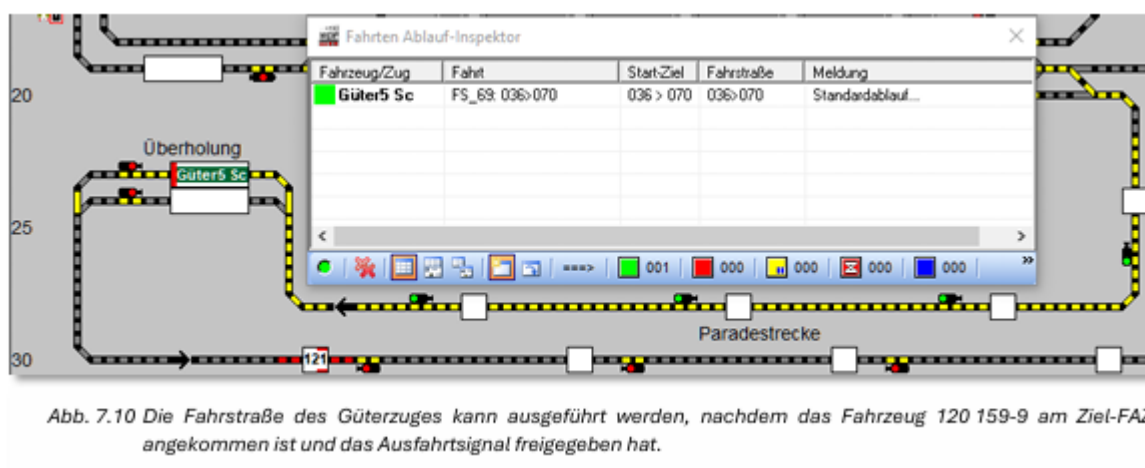 Fahrten Ablauf-Inspektor
Fahrzeug/Zug Fahrt Start-Ziel Fahrstraße Meldung
Güter5 Sc FS_69: 036>070 036 > 070 036>070 Standardablauf...
20
Überholung
Güter5 Sc
25
===> 001 000 000 000 000 »
Paradestrecke
30
121
Abb. 7.10 Die Fahrstraße des Güterzuges kann ausgeführt werden, nachdem das Fahrzeug 120 159-9 am Ziel-FAZ
angekommen ist und das Ausfahrtsignal freigegeben hat.